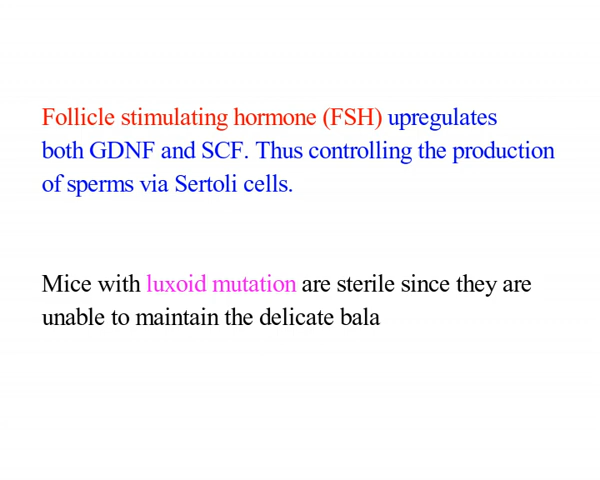 Follicle stimulating hormone (FSH) upregulates
both GDNF and SCF. Thus controlling the production
of sperms via Sertoli cells.
Mice with luxoid mutation are sterile since they are
unable to maintain the delicate bala